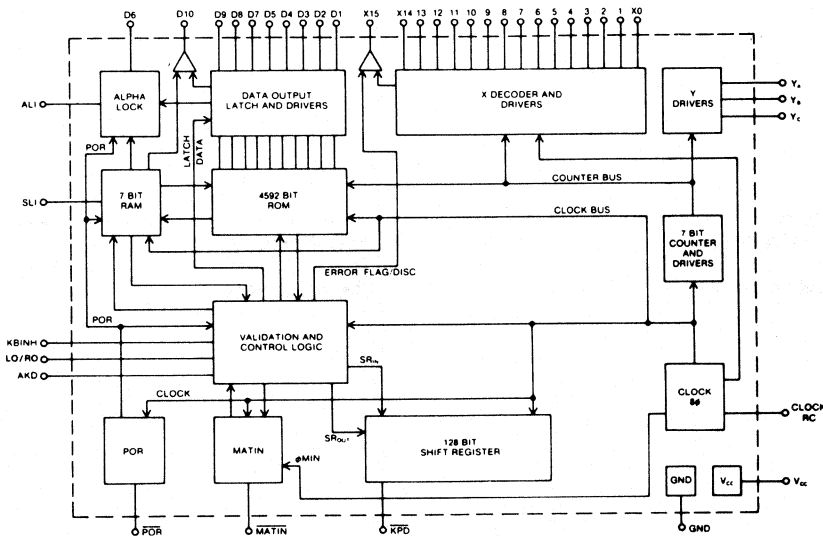 D6
D10
D9 D8 D7 D5 D4 D3 D2 D1
X15
X14 13 12 11 10 9 8 7 6 5 4 3 2 1 X0
ALI
ALPHA
LOCK
DATA OUTPUT
LATCH AND DRIVERS
X DECODER AND
DRIVERS
Y
DRIVERS
YA
YB
YC
POR
LATCH
DATA
SLI
7 BIT
RAM
4592 BIT
ROM
COUNTER BUS
CLOCK BUS
7 BIT
COUNTER
AND
DRIVERS
ERROR FLAG/DISC
POR
VALIDATION AND
CONTROL LOGIC
KBINH
LO/RO
AKD
SRIN
CLOCK
CLOCK
8φ
CLOCK
RC
POR
MATIN
SROUT
128 BIT
SHIFT REGISTER
φMIN
GND
VCC
VCC
POR
MATIN
KPD
GND